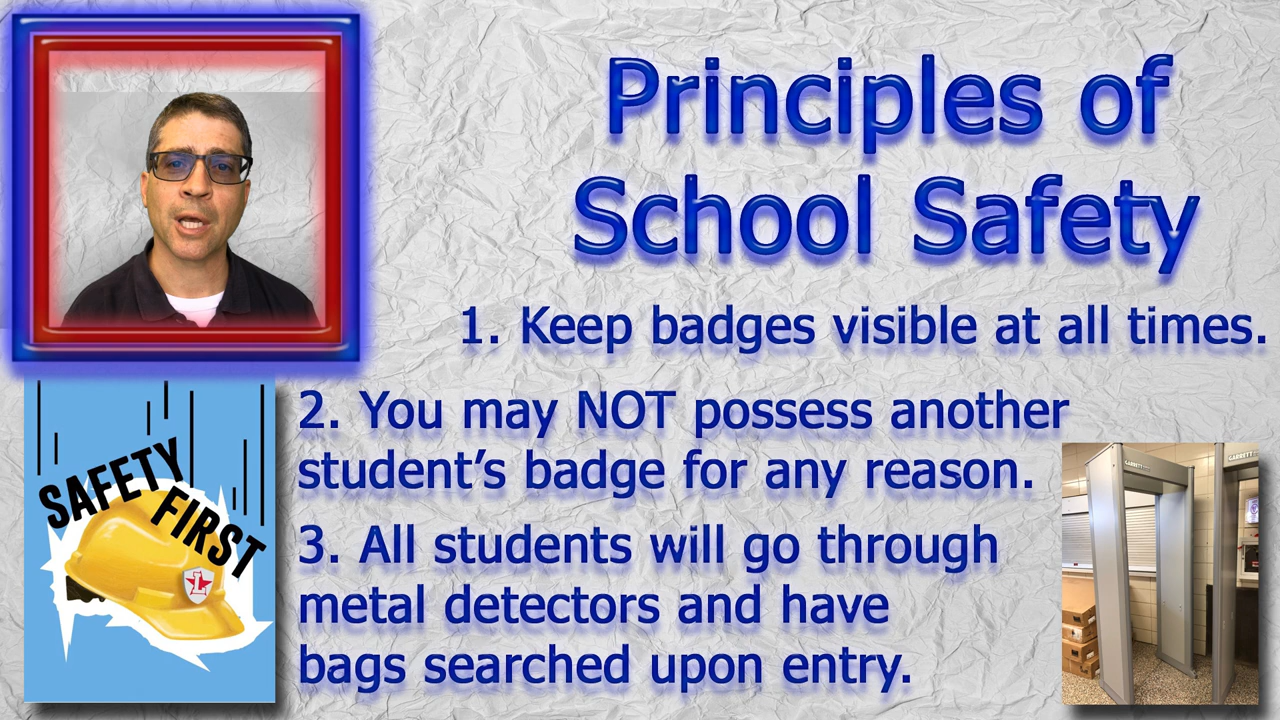 Principles of
School Safety
1. Keep badges visible at all times.
2. You may NOT possess another
student’s badge for any reason.
3. All students will go through
metal detectors and have
bags searched upon entry.
SAFETY
FIRST
L
GARRETT
GARRETT